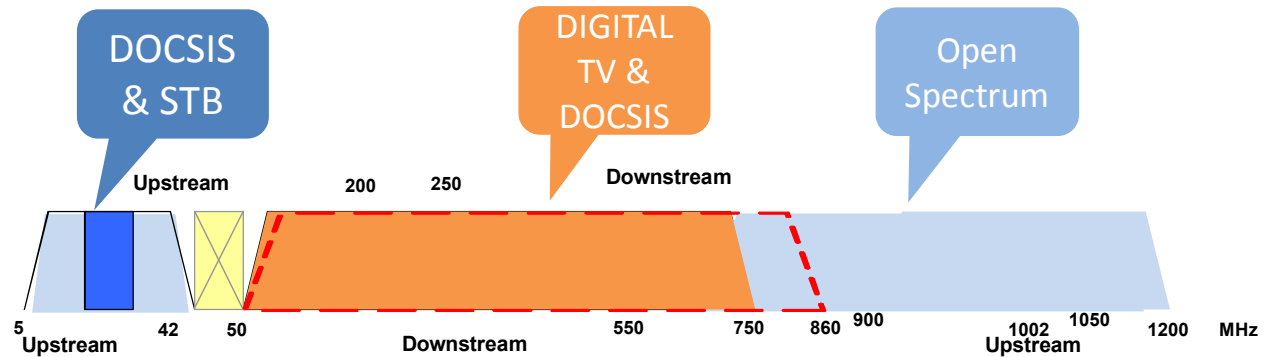 DOCSIS
& STB
DIGITAL
TV &
DOCSIS
Open
Spectrum
Upstream
200
250
Downstream
5
42
50
550
750
860
900
1002
1050
1200
MHz
Upstream
Downstream
Upstream